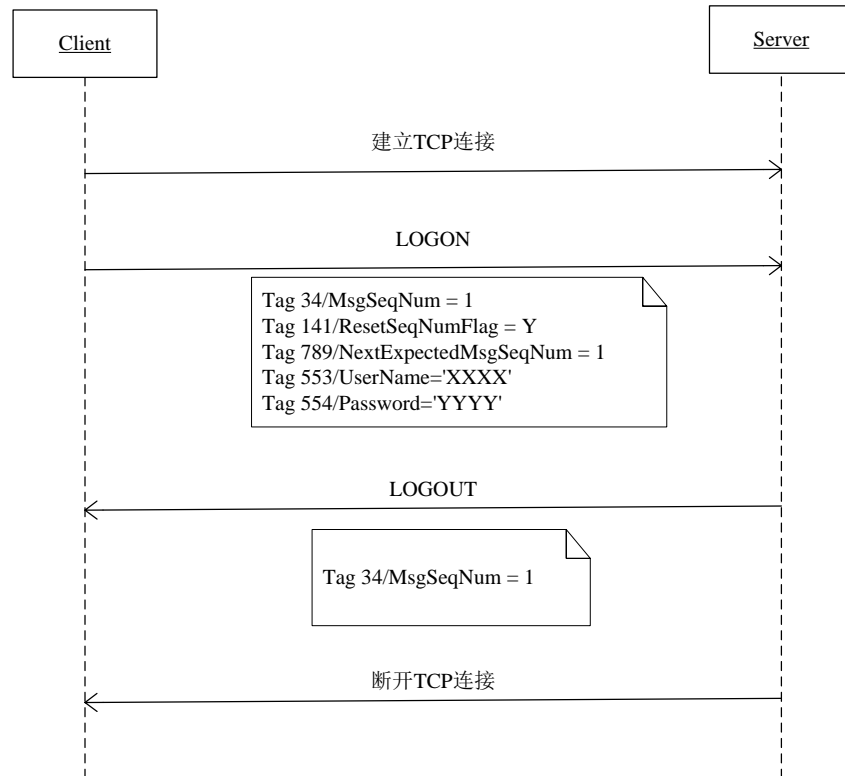 Client
Server
建立TCP连接
LOGON
Tag 34/MsgSeqNum = 1
Tag 141/ResetSeqNumFlag = Y
Tag 789/NextExpectedMsgSeqNum = 1
Tag 553/UserName='XXXX'
Tag 554/Password='YYYY'
LOGOUT
Tag 34/MsgSeqNum = 1
断开TCP连接